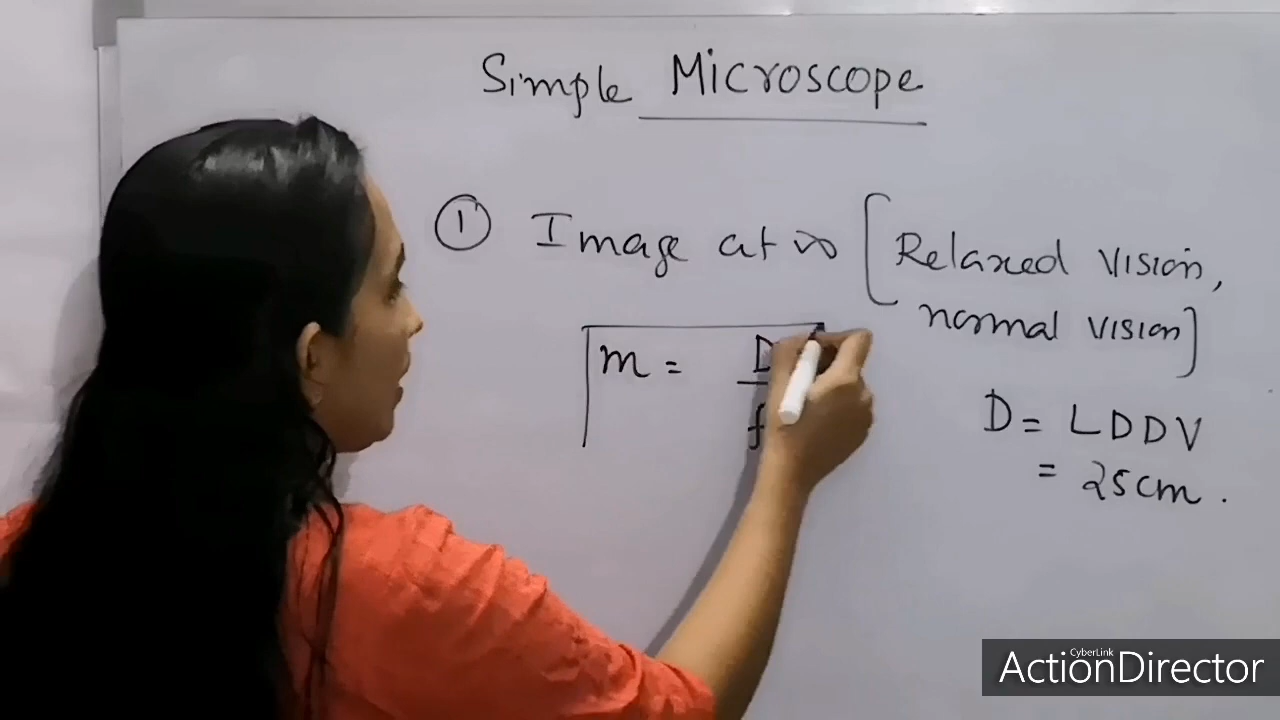 Simple Microscope
① Image at ∞ [Relaxed vision,
normal vision]
m = D
f
D = LDDV
= 25cm.
CyberLink
ActionDirector